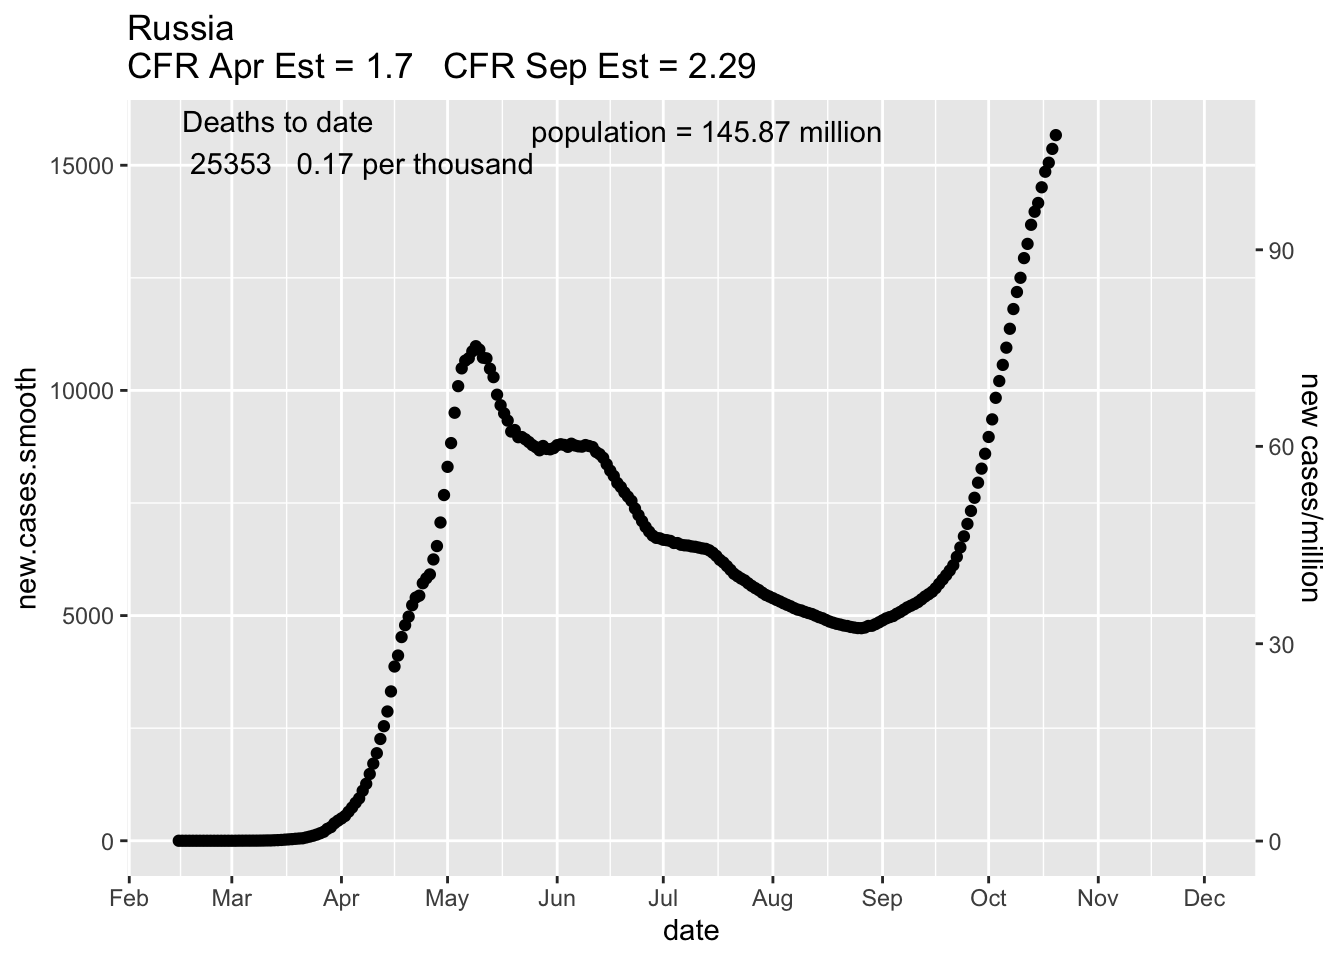 Russia
CFR Apr Est = 1.7   CFR Sep Est = 2.29
Deaths to date
25353   0.17 per thousand
population = 145.87 million
new.cases.smooth
15000
10000
5000
0
90
60
30
0
new cases/million
Feb Mar Apr May Jun Jul Aug Sep Oct Nov Dec
date